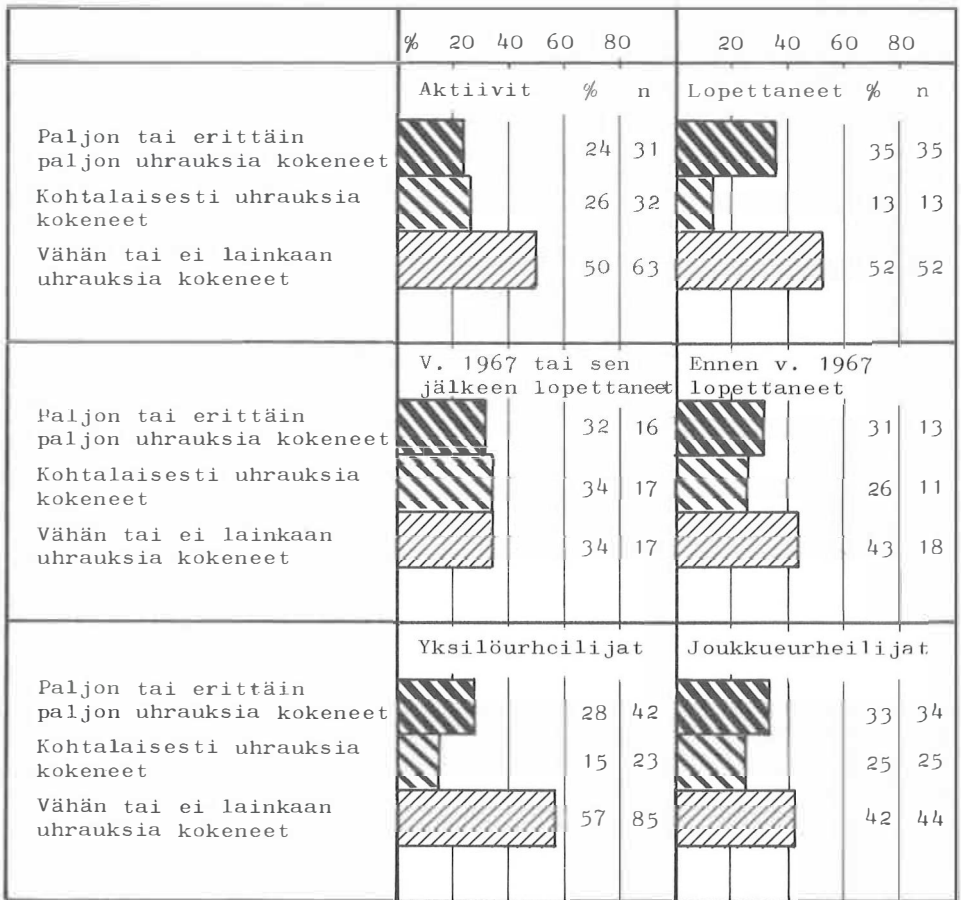 % 20 40 60 80 20 40 60 80
Aktiivit % n Lopettaneet % n
Paljon tai erittäin
paljon uhrauksia kokeneet 24 31 35 35
Kohtalaisesti uhrauksia
kokeneet 26 32 13 13
Vähän tai ei lainkaan
uhrauksia kokeneet 50 63 52 52
V. 1967 tai sen Ennen v. 1967
jälkeen lopettaneet lopettaneet
Paljon tai erittäin
paljon uhrauksia kokeneet 32 16 31 13
Kohtalaisesti uhrauksia
kokeneet 34 17 26 11
Vähän tai ei lainkaan
uhrauksia kokeneet 34 17 43 18
Yksilöurheilijat Joukkueurheilijat
Paljon tai erittäin
paljon uhrauksia kokeneet 28 42 33 34
Kohtalaisesti uhrauksia
kokeneet 15 23 25 25
Vähän tai ei lainkaan
uhrauksia kokeneet 57 85 42 44